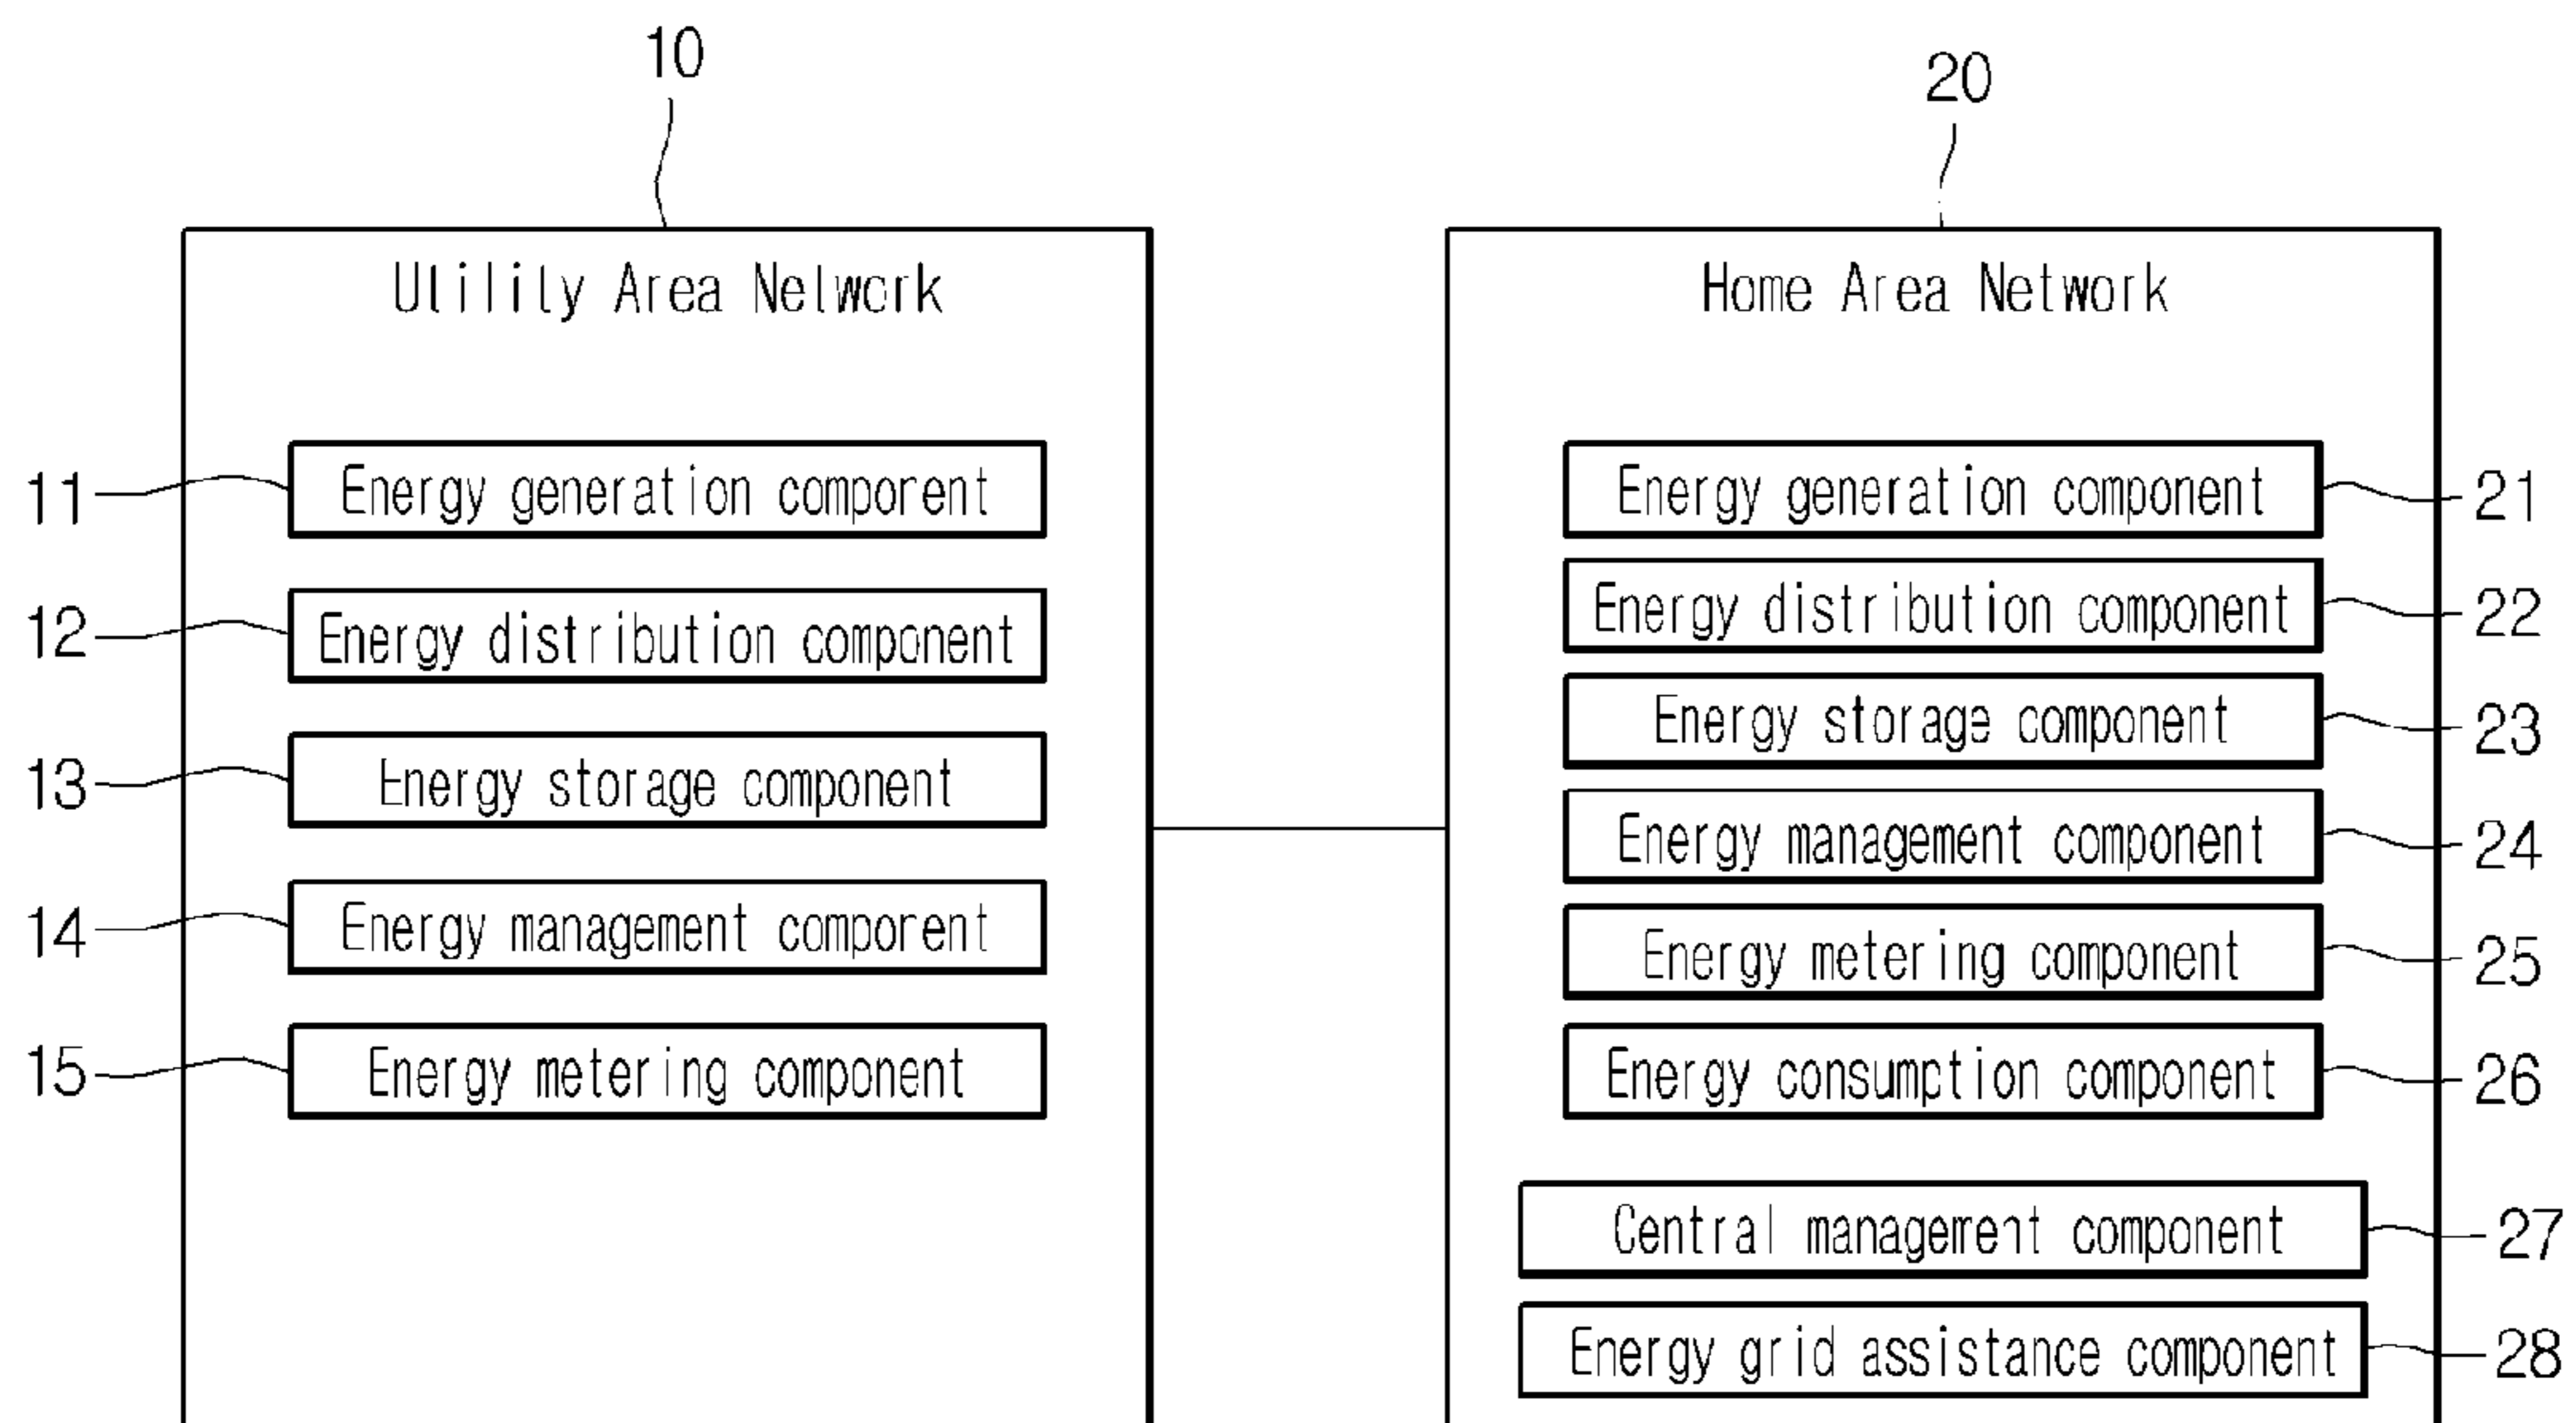 10
20
Utility Area Network
Home Area Network
11
Energy generation component
12
Energy distribution component
13
Energy storage component
14
Energy management component
15
Energy metering component
Energy generation component
21
Energy distribution component
22
Energy storage component
23
Energy management component
24
Energy metering component
25
Energy consumption component
26
Central management component
27
Energy grid assistance component
28